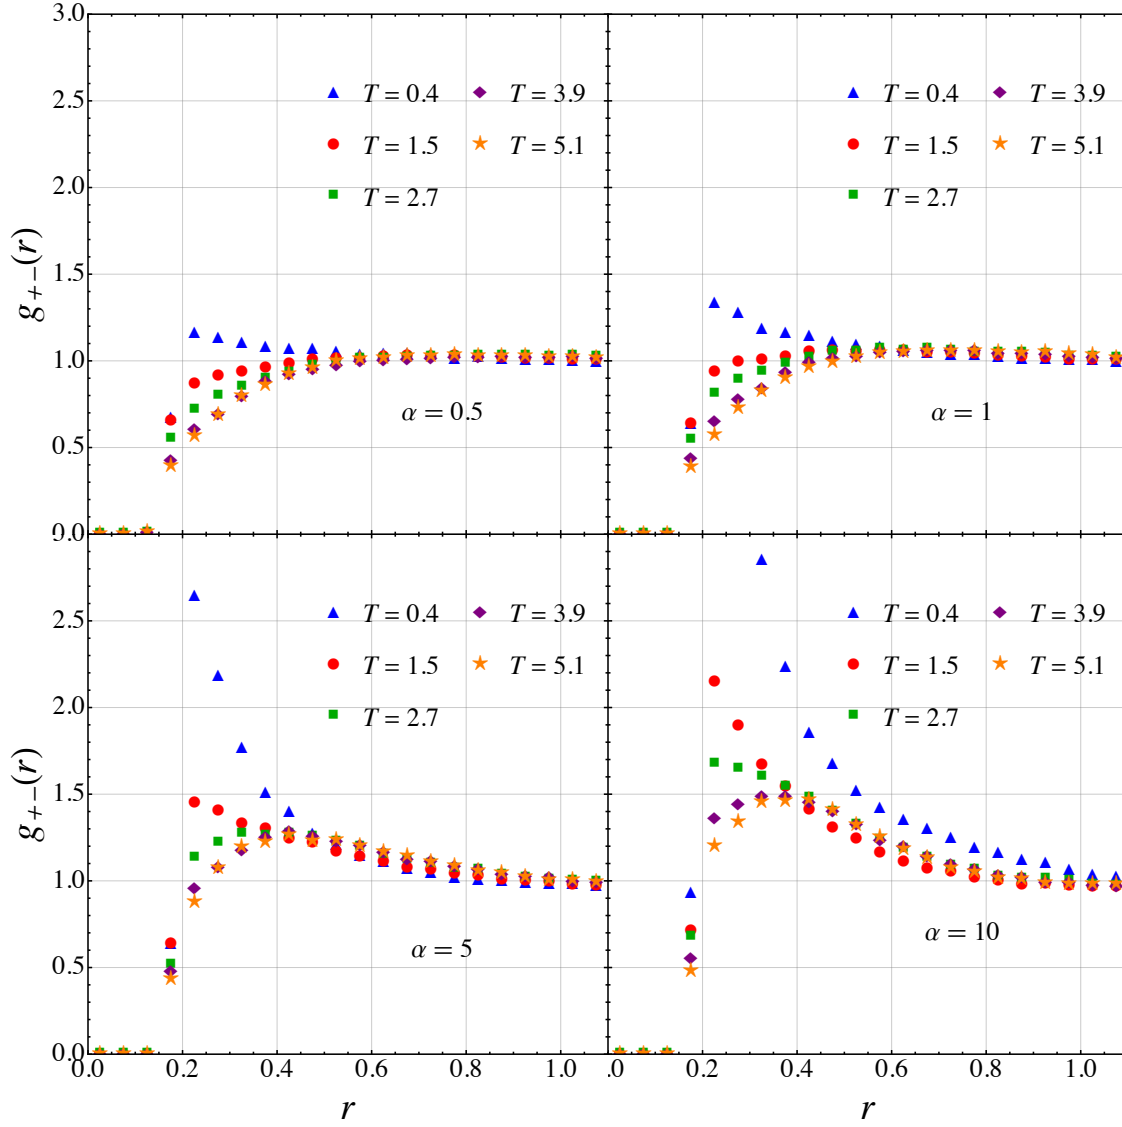 3.0
2.5
2.0
1.5
1.0
0.5
0.0
g+−(r)
T = 0.4
T = 3.9
T = 1.5
T = 5.1
T = 2.7
α = 0.5
T = 0.4
T = 3.9
T = 1.5
T = 5.1
T = 2.7
α = 1
2.5
2.0
1.5
1.0
0.5
0.0
g+−(r)
T = 0.4
T = 3.9
T = 1.5
T = 5.1
T = 2.7
α = 5
T = 0.4
T = 3.9
T = 1.5
T = 5.1
T = 2.7
α = 10
0.0 0.2 0.4 0.6 0.8 1.0
.0 0.2 0.4 0.6 0.8 1.0
r
r